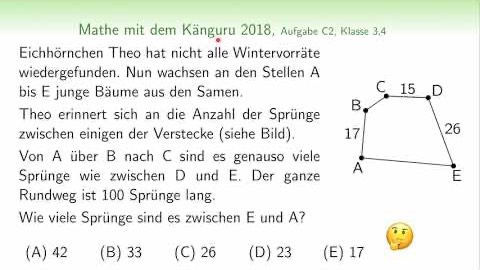 Mathe mit dem Känguru 2018, Aufgabe C2, Klasse 3,4
Eichhörnchen Theo hat nicht alle Wintervorräte
wiedergefunden. Nun wachsen an den Stellen A
bis E junge Bäume aus den Samen.
Theo erinnert sich an die Anzahl der Sprünge
zwischen einigen der Verstecke (siehe Bild).
Von A über B nach C sind es genauso viele
Sprünge wie zwischen D und E. Der ganze
Rundweg ist 100 Sprünge lang.
Wie viele Sprünge sind es zwischen E und A?
C 15 D
B
17 26
A
E
(A) 42 (B) 33 (C) 26 (D) 23 (E) 17